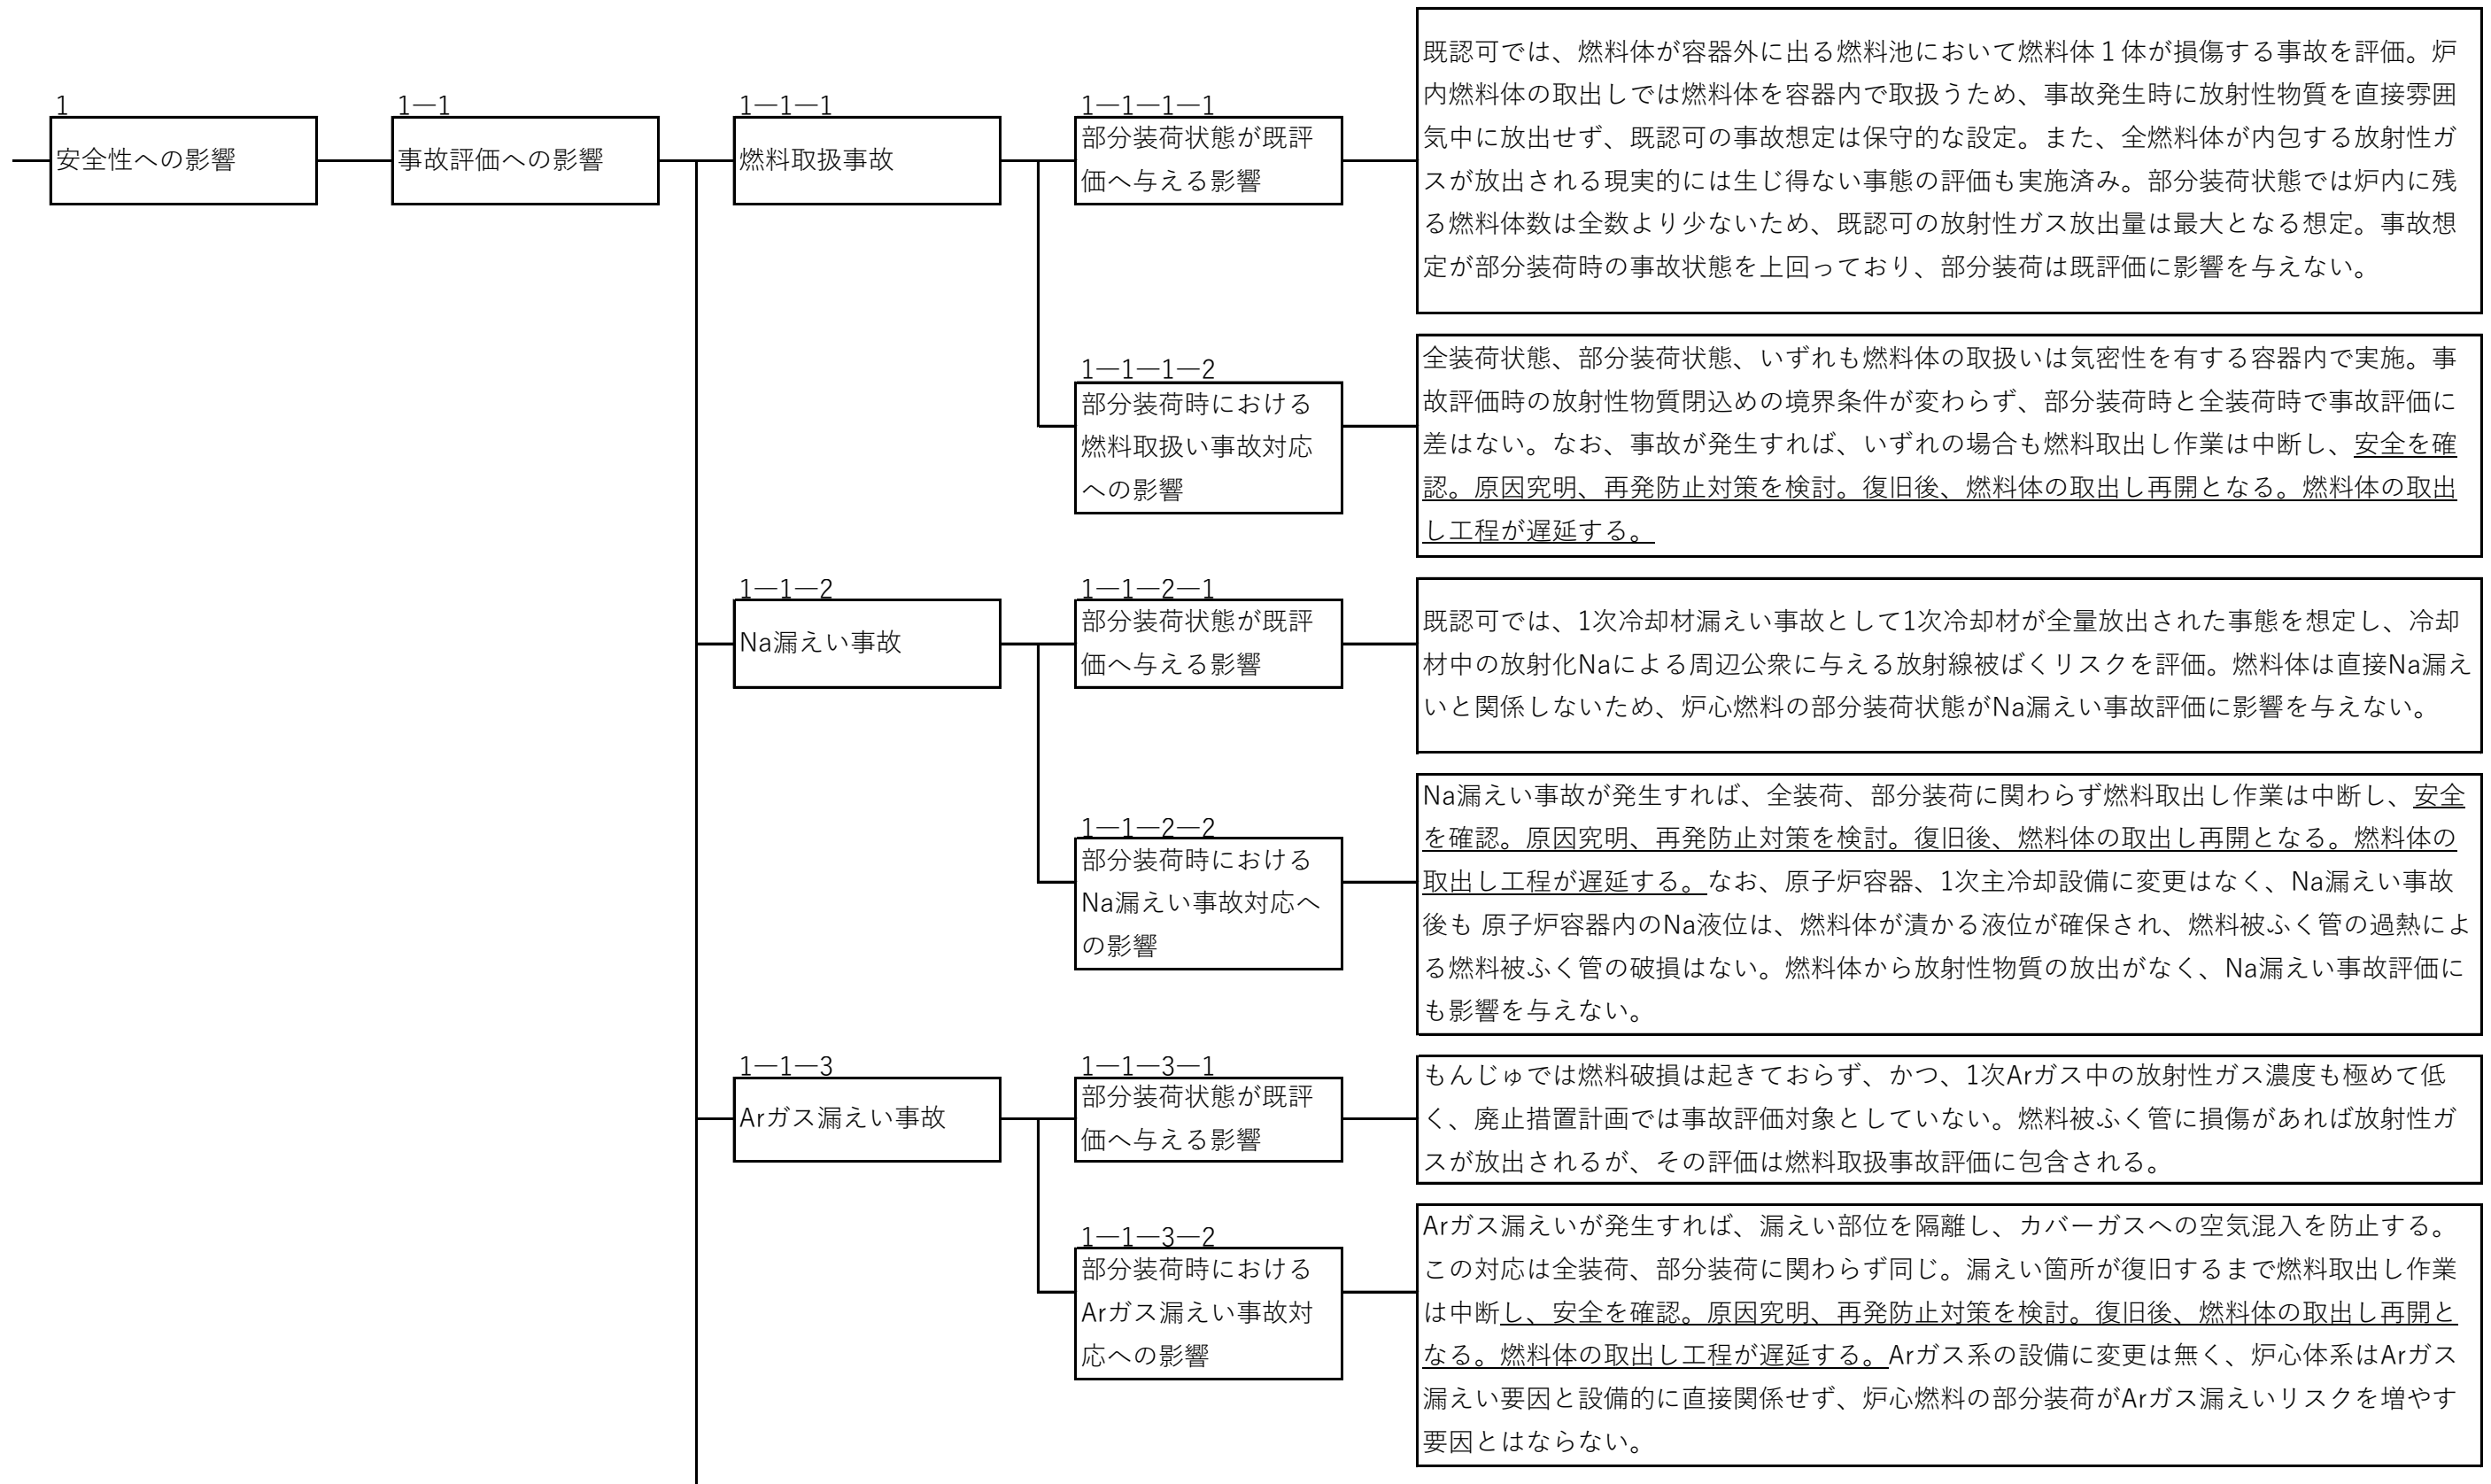 1
安全性への影響
1―1
事故評価への影響
1―1―1
燃料取扱事故
1―1―1―1
部分装荷状態が既評
価へ与える影響
既認可では、燃料体が容器外に出る燃料池において燃料体１体が損傷する事故を評価。炉
内燃料体の取出しでは燃料体を容器内で取扱うため、事故発生時に放射性物質を直接雰囲
気中に放出せず、既認可の事故想定は保守的な設定。また、全燃料体が内包する放射性ガ
スが放出される現実的には生じ得ない事態の評価も実施済み。部分装荷状態では炉内に残
る燃料体数は全数より少ないため、既認可の放射性ガス放出量は最大となる想定。事故想
定が部分装荷時の事故状態を上回っており、部分装荷は既評価に影響を与えない。
1―1―1―2
部分装荷時における
燃料取扱い事故対応
への影響
全装荷状態、部分装荷状態、いずれも燃料体の取扱いは気密性を有する容器内で実施。事
故評価時の放射性物質閉込めの境界条件が変わらず、部分装荷時と全装荷時で事故評価に
差はない。なお、事故が発生すれば、いずれの場合も燃料取出し作業は中断し、安全を確
認。原因究明、再発防止対策を検討。復旧後、燃料体の取出し再開となる。燃料体の取出
し工程が遅延する。
1―1―2
Na漏えい事故
1―1―2―1
部分装荷状態が既評
価へ与える影響
既認可では、1次冷却材漏えい事故として1次冷却材が全量放出された事態を想定し、冷却
材中の放射化Naによる周辺公衆に与える放射線被ばくリスクを評価。燃料体は直接Na漏え
いと関係しないため、炉心燃料の部分装荷状態がNa漏えい事故評価に影響を与えない。
1―1―2―2
部分装荷時における
Na漏えい事故対応へ
の影響
Na漏えい事故が発生すれば、全装荷、部分装荷に関わらず燃料取出し作業は中断し、安全
を確認。原因究明、再発防止対策を検討。復旧後、燃料体の取出し再開となる。燃料体の
取出し工程が遅延する。なお、原子炉容器、1次主冷却設備に変更はなく、Na漏えい事故
後も 原子炉容器内のNa液位は、燃料体が漬かる液位が確保され、燃料被ふく管の過熱によ
る燃料被ふく管の破損はない。燃料体から放射性物質の放出がなく、Na漏えい事故評価に
も影響を与えない。
1―1―3
Arガス漏えい事故
1―1―3―1
部分装荷状態が既評
価へ与える影響
もんじゅでは燃料破損は起きておらず、かつ、1次Arガス中の放射性ガス濃度も極めて低
く、廃止措置計画では事故評価対象としていない。燃料被ふく管に損傷があれば放射性ガ
スが放出されるが、その評価は燃料取扱事故評価に包含される。
1―1―3―2
部分装荷時における
Arガス漏えい事故対
応への影響
Arガス漏えいが発生すれば、漏えい部位を隔離し、カバーガスへの空気混入を防止する。
この対応は全装荷、部分装荷に関わらず同じ。漏えい箇所が復旧するまで燃料取出し作業
は中断し、安全を確認。原因究明、再発防止対策を検討。復旧後、燃料体の取出し再開と
なる。燃料体の取出し工程が遅延する。Arガス系の設備に変更は無く、炉心体系はArガス
漏えい要因と設備的に直接関係せず、炉心燃料の部分装荷がArガス漏えいリスクを増やす
要因とはならない。